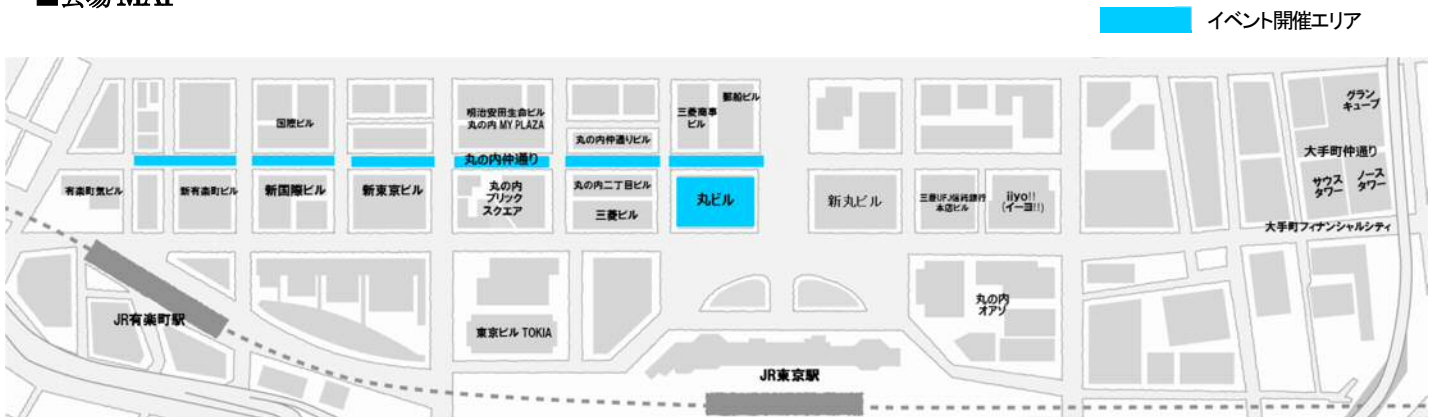 ■会場 MAP
イベント開催エリア
国際ビル
明治安田生命ビル
丸の内 MY PLAZA
丸の内仲通りビル
三菱商事
ビル
郵船ビル
グラン
キューブ
丸の内仲通り
大手町仲通り
有楽町電気ビル
新有楽町ビル
新国際ビル
新東京ビル
丸の内
ブリック
スクエア
丸の内二丁目ビル
三菱ビル
丸ビル
新丸ビル
三菱UFJ信託銀行
本店ビル
iiyo!!
(イーヨ!!)
サウス
タワー
ノース
タワー
大手町フィナンシャルシティ
JR有楽町駅
東京ビル TOKIA
丸の内
オアゾ
JR東京駅